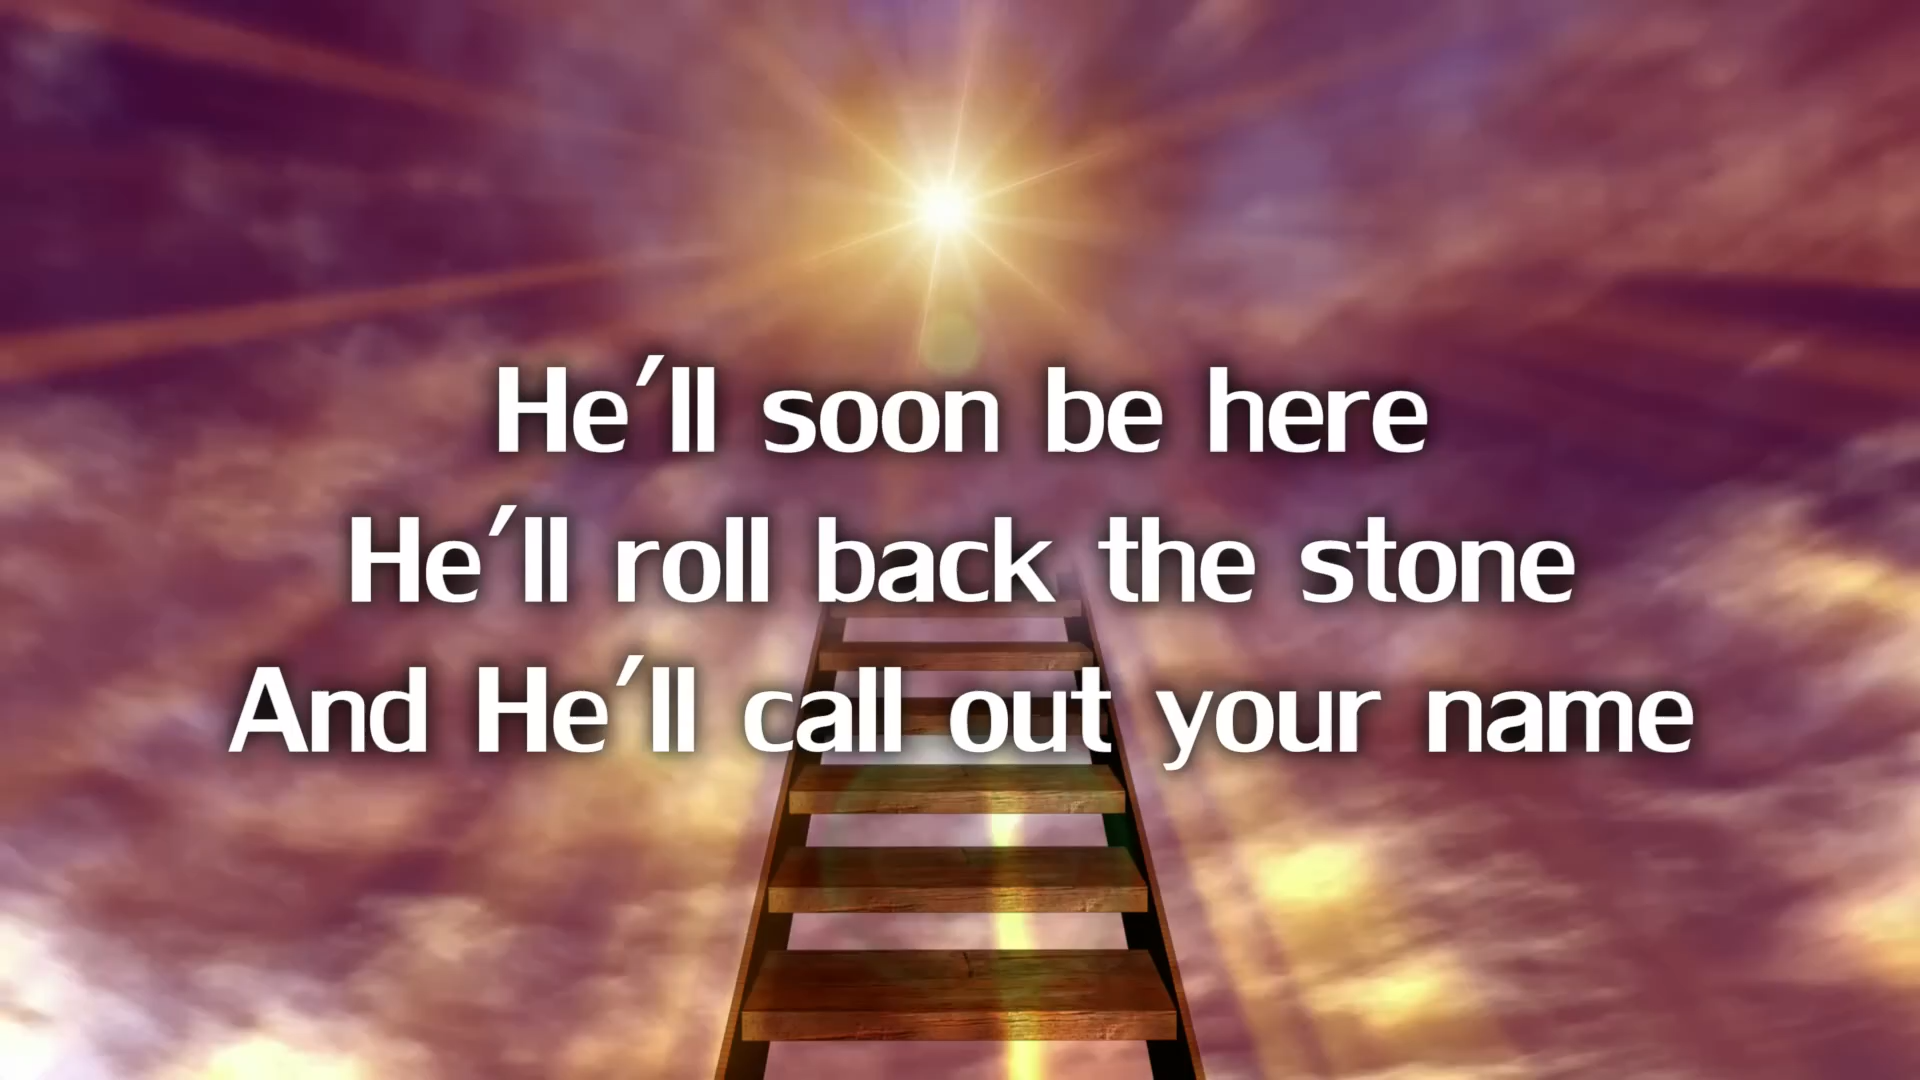 He'll soon be here
He'll roll back the stone
And He'll call out your name